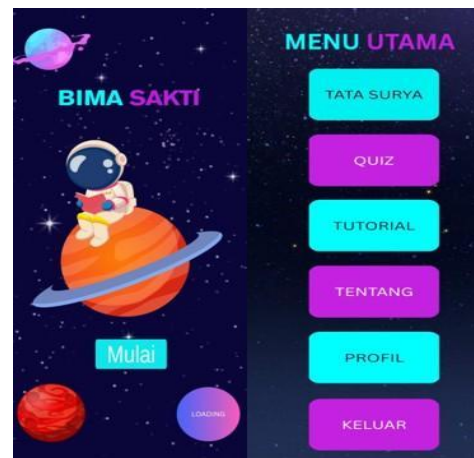 BIMA SAKTI
Mulai
LOADING
MENU UTAMA
TATA SURYA
QUIZ
TUTORIAL
TENTANG
PROFIL
KELUAR